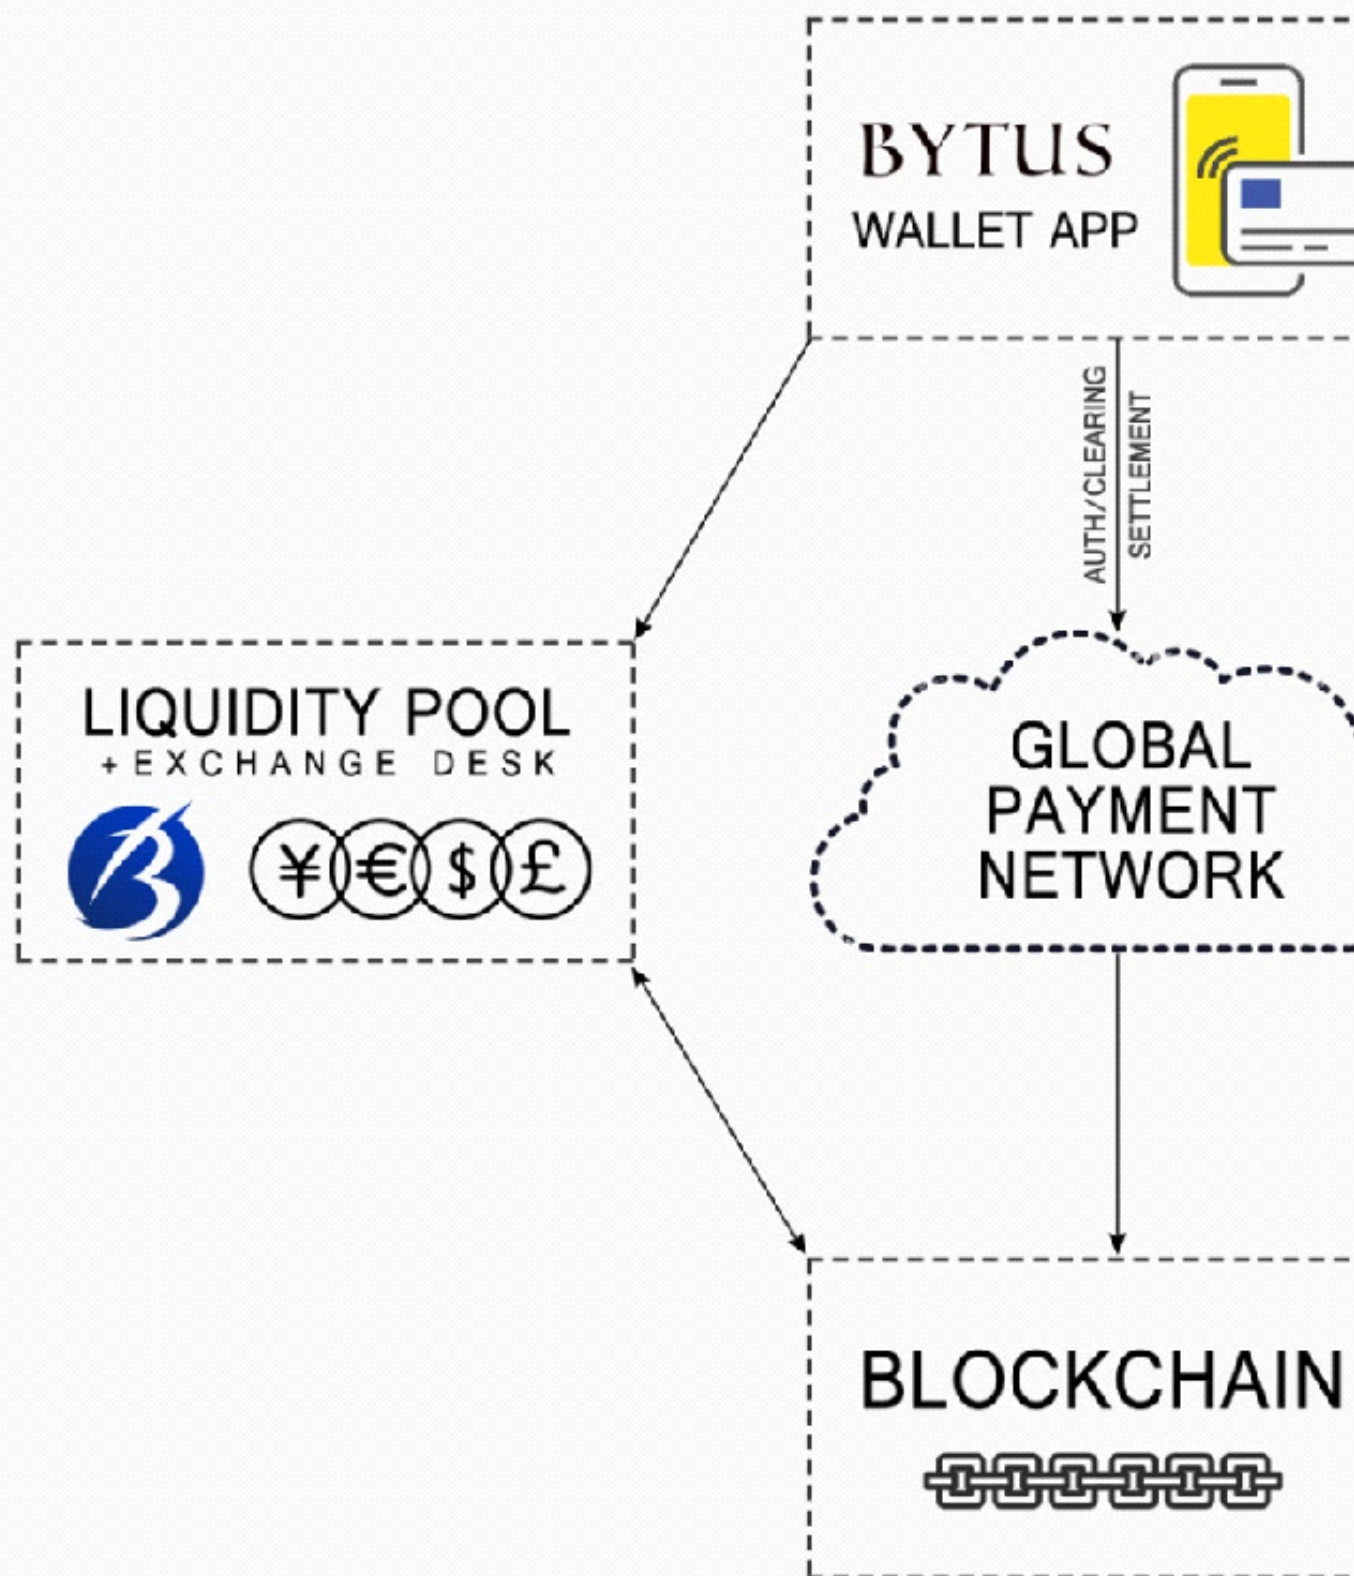 BYTUS
WALLET APP
AUTH/CLEARING
SETTLEMENT
LIQUIDITY POOL
+EXCHANGE DESK
¥ € $ £
GLOBAL
PAYMENT
NETWORK
BLOCKCHAIN